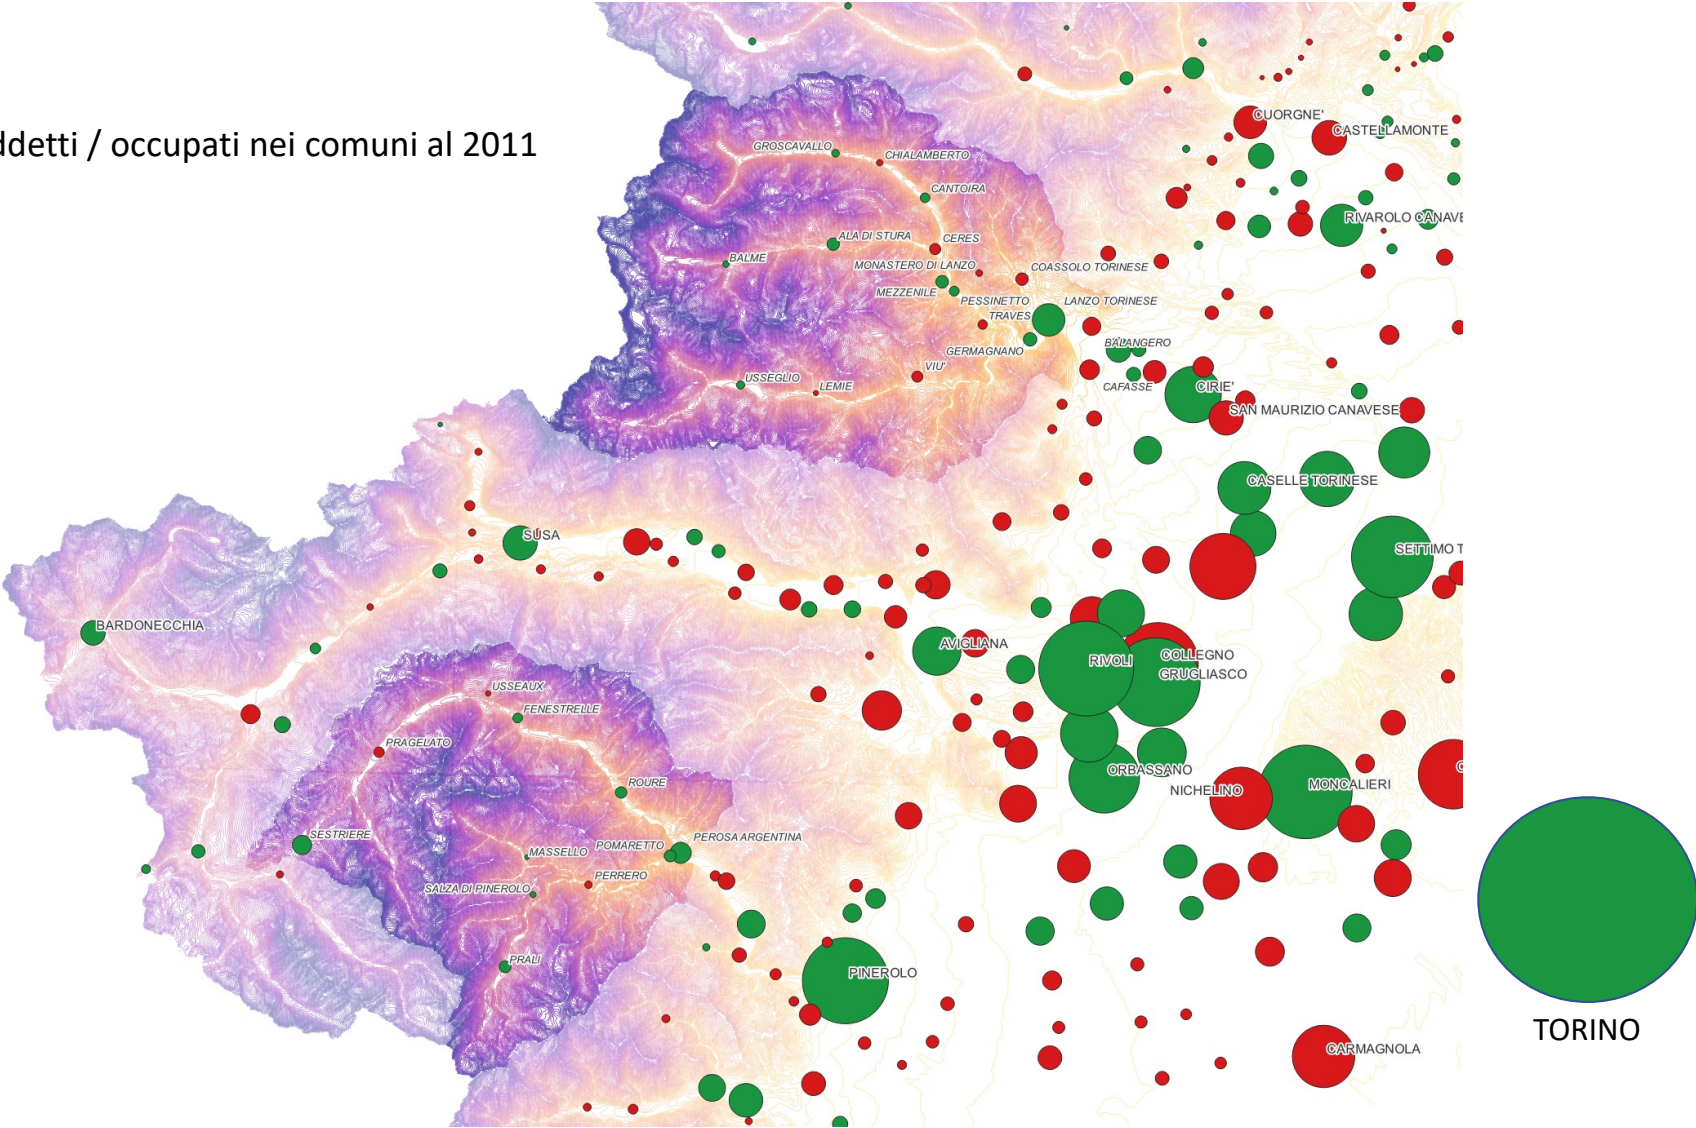 ddetti / occupati nei comuni al 2011
CUORGNE'
CASTELLAMONTE
GROSCAVALLO
CHIALAMBERTO
CANTOIRA
RIVAROLO CANAVE
ALA DI STURA
CERES
BALME
MONASTERO DI LANZO
COASSOLO TORINESE
MEZZENILE
PESSINETTO
LANZO TORINESE
TRAVES
GERMAGNANO
BALANGERO
VIU'
USSEGLIO
LEMIE
CAFASSE
CIRIE'
SAN MAURIZIO CANAVESE
CASELLE TORINESE
SUSA
SETTIMO T
BARDONECCHIA
AVIGLIANA
RIVOLI
COLLEGNO
GRUGLIASCO
USSEAUX
FENESTRELLE
PRAGELATO
ORBASSANO
ROURE
NICHELINO
MONCALIERI
C
SESTRIERE
PEROSA ARGENTINA
POMARETTO
MASSELLO
PERRERO
SALZA DI PINEROLO
PRALI
PINEROLO
TORINO
CARMAGNOLA